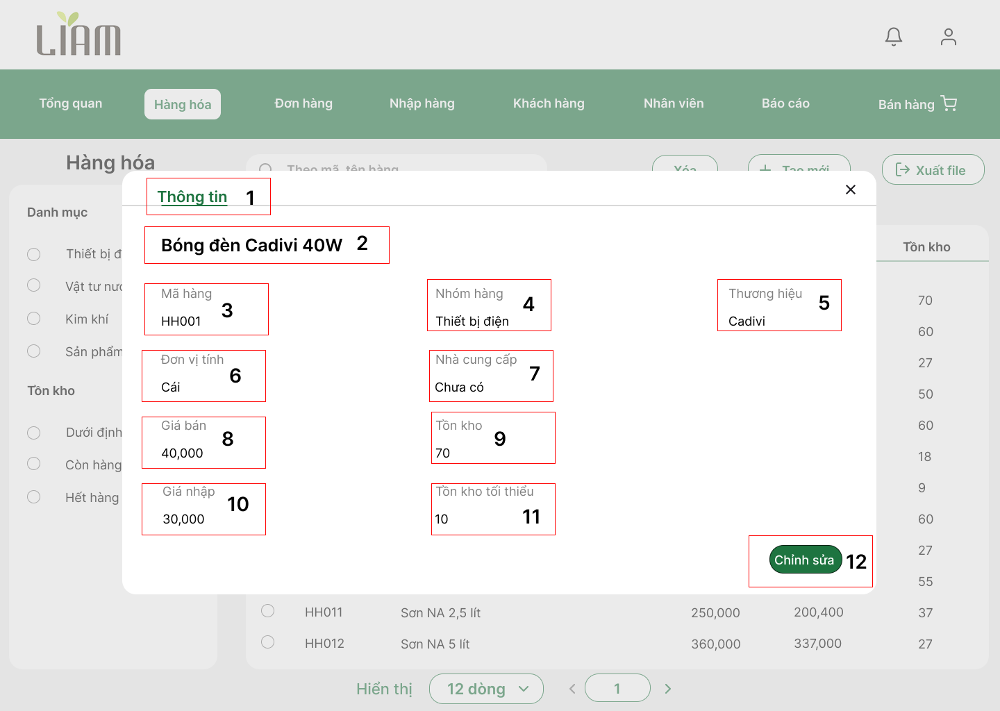 LIAM
Tổng quan
Hàng hóa
Đơn hàng
Nhập hàng
Khách hàng
Nhân viên
Báo cáo
Bán hàng
Hàng hóa
Theo mã, tên hàng
Xóa
Tạo mới
Xuất file
Danh mục
Thiết bị đ
Vật tư nư
Kim khí
Sản phẩm
Tồn kho
Dưới định
Còn hàng
Hết hàng
Thông tin 1
Bóng đèn Cadivi 40W 2
Mã hàng
HH001
3
Nhóm hàng
Thiết bị điện
4
Thương hiệu
Cadivi
5
Đơn vị tính
Cái
6
Nhà cung cấp
Chưa có
7
Giá bán
40,000
8
Tồn kho
70
9
Giá nhập
30,000
10
Tồn kho tối thiểu
10
11
Chỉnh sửa 12
Tồn kho
70
60
27
50
60
18
9
60
27
55
HH011 Sơn NA 2,5 lít 250,000 200,400 37
HH012 Sơn NA 5 lít 360,000 337,000 27
Hiển thị 12 dòng 1